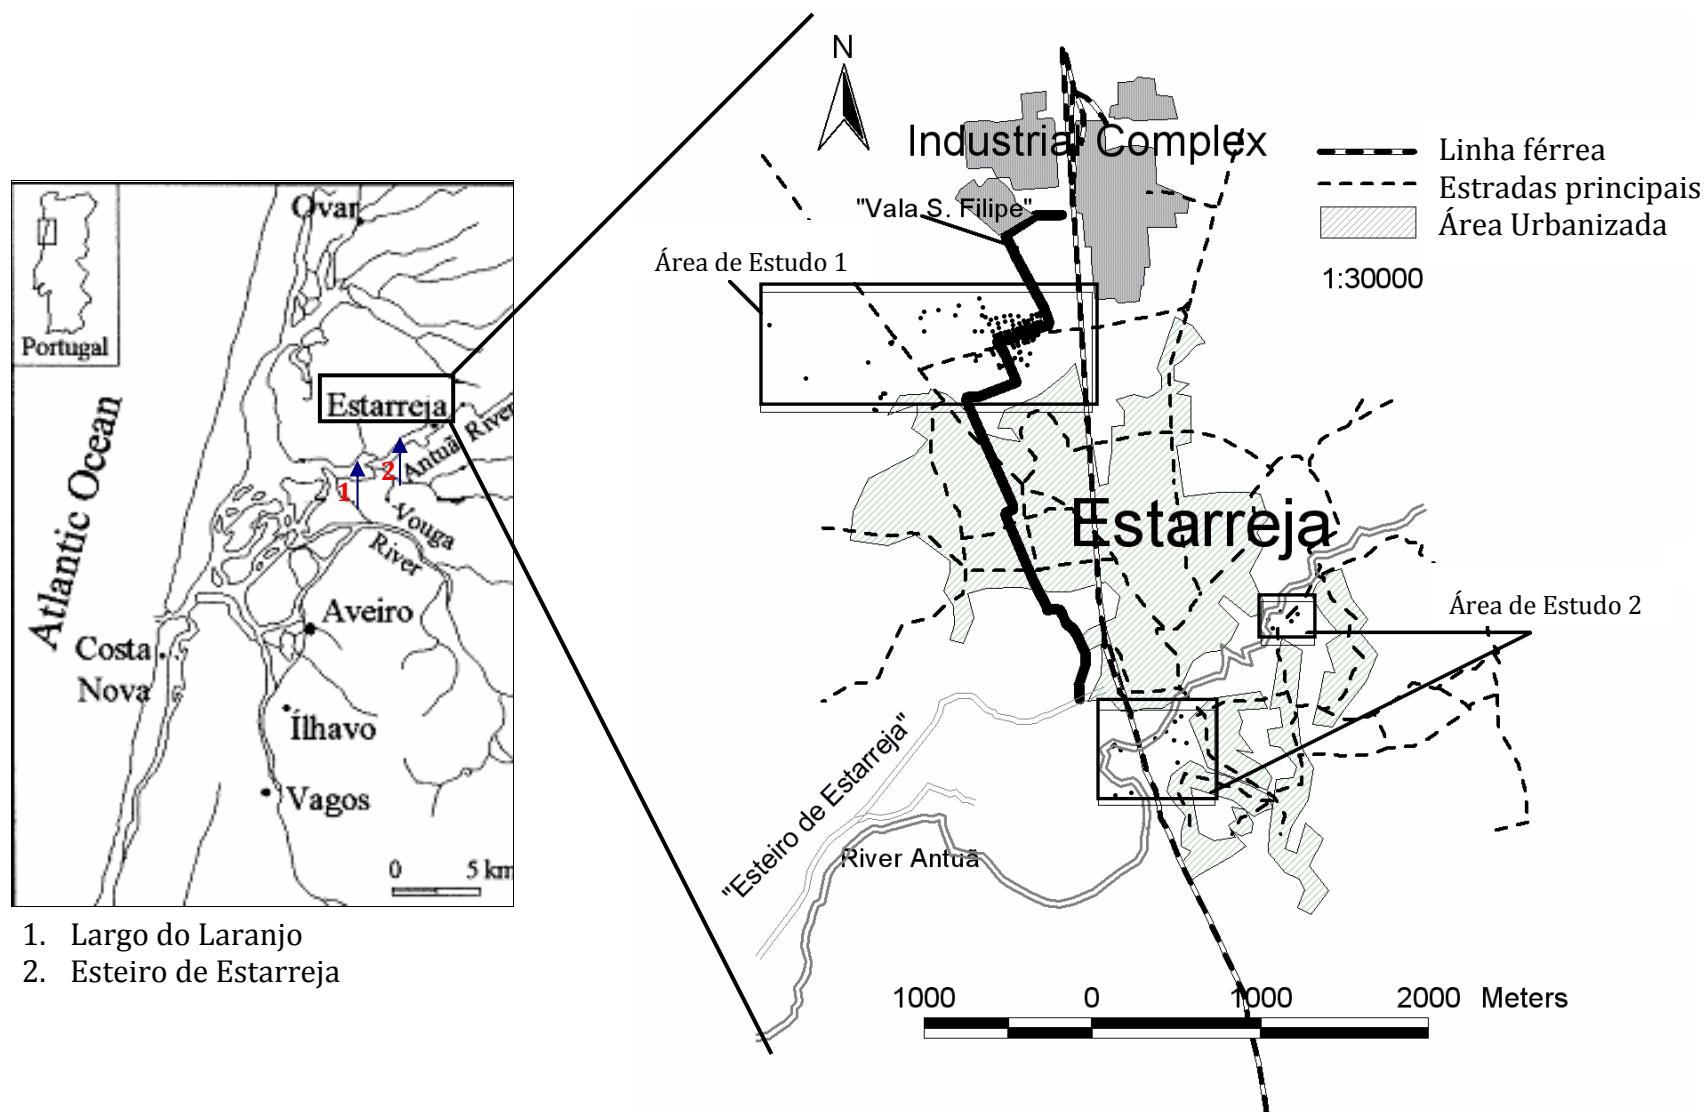 Ovar
Portugal
Estarreja
Antuã River
2
1
Vouga
River
Atlantic Ocean
Aveiro
Costa
Nova
Ílhavo
Vagos
0 5 km
1. Largo do Laranjo
2. Esteiro de Estarreja
N
Industrial Complex
"Vala S. Filipe"
Área de Estudo 1
Linha férrea
Estradas principais
Área Urbanizada
1:30000
Estarreja
Área de Estudo 2
"Esteiro de Estarreja"
River Antuã
1000 0 1000 2000 Meters